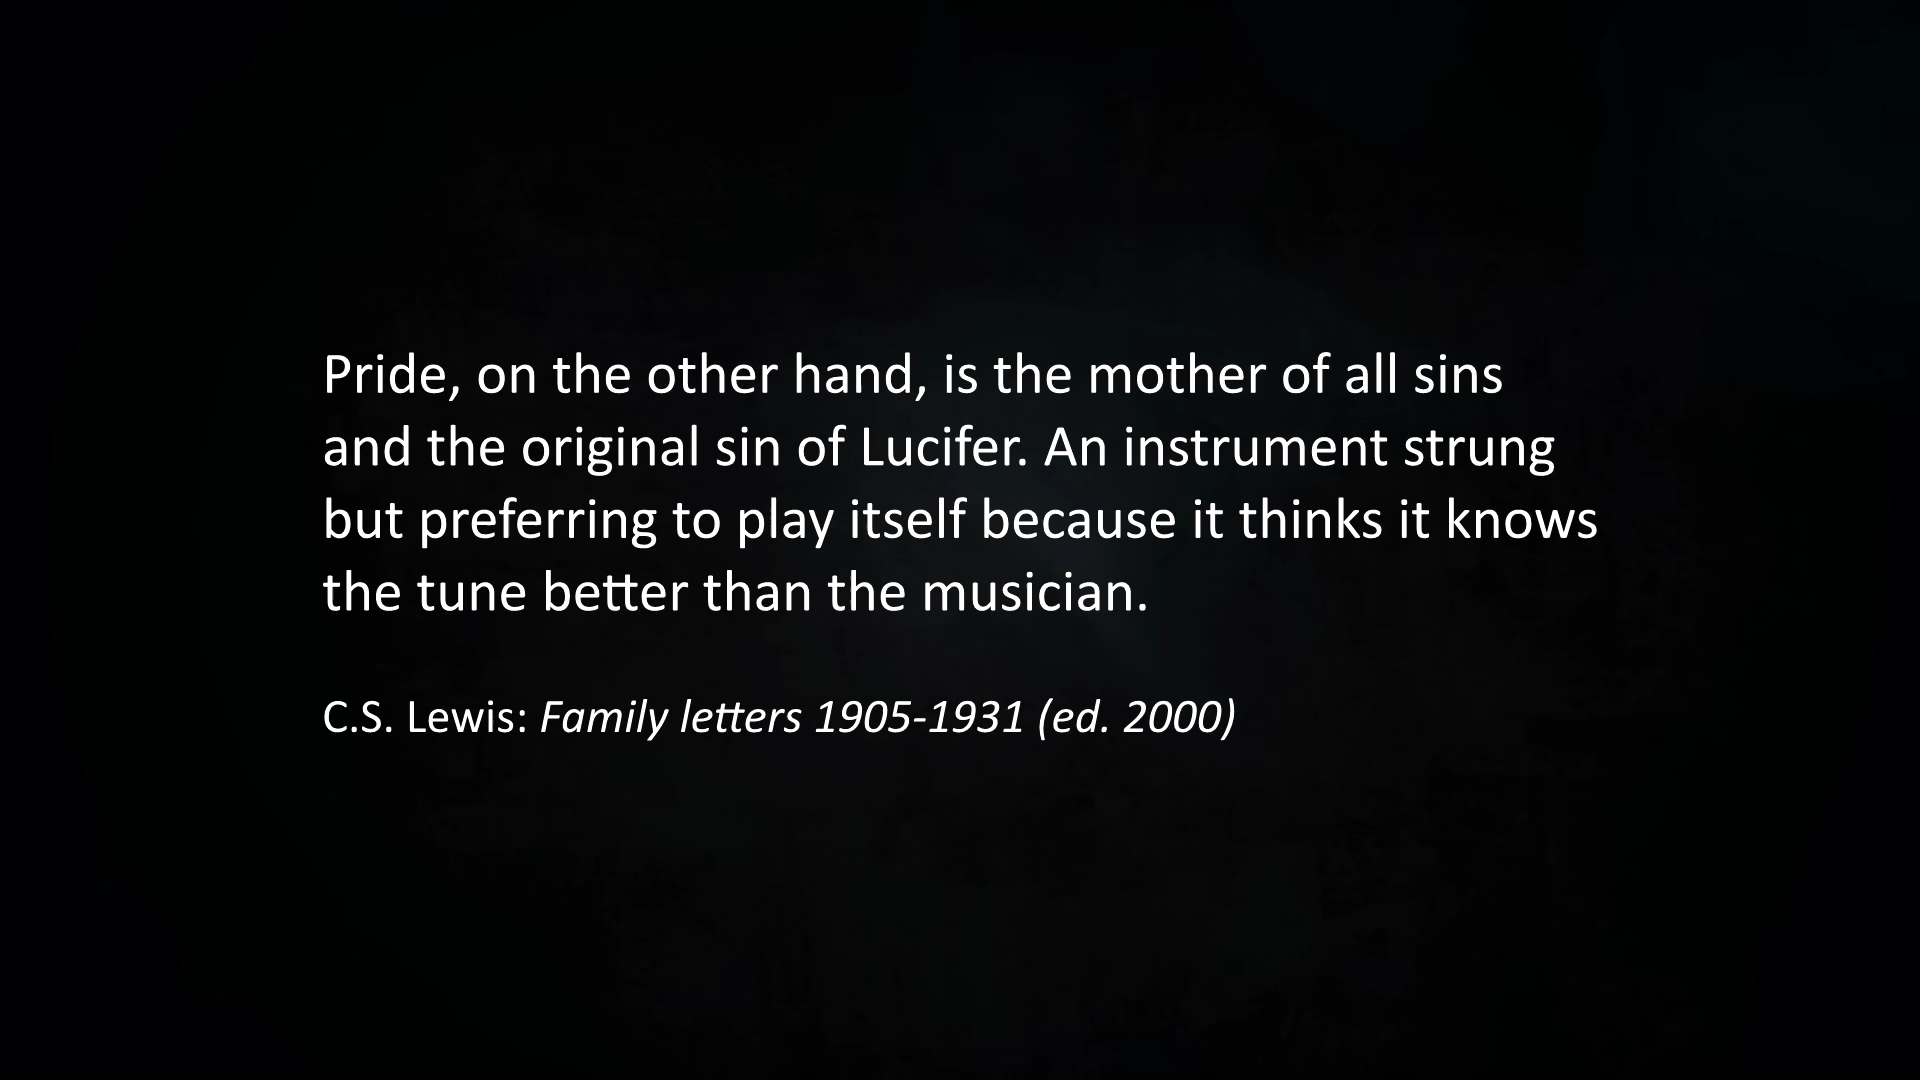 Pride, on the other hand, is the mother of all sins
and the original sin of Lucifer. An instrument strung
but preferring to play itself because it thinks it knows
the tune better than the musician.
C.S. Lewis: Family letters 1905-1931 (ed. 2000)